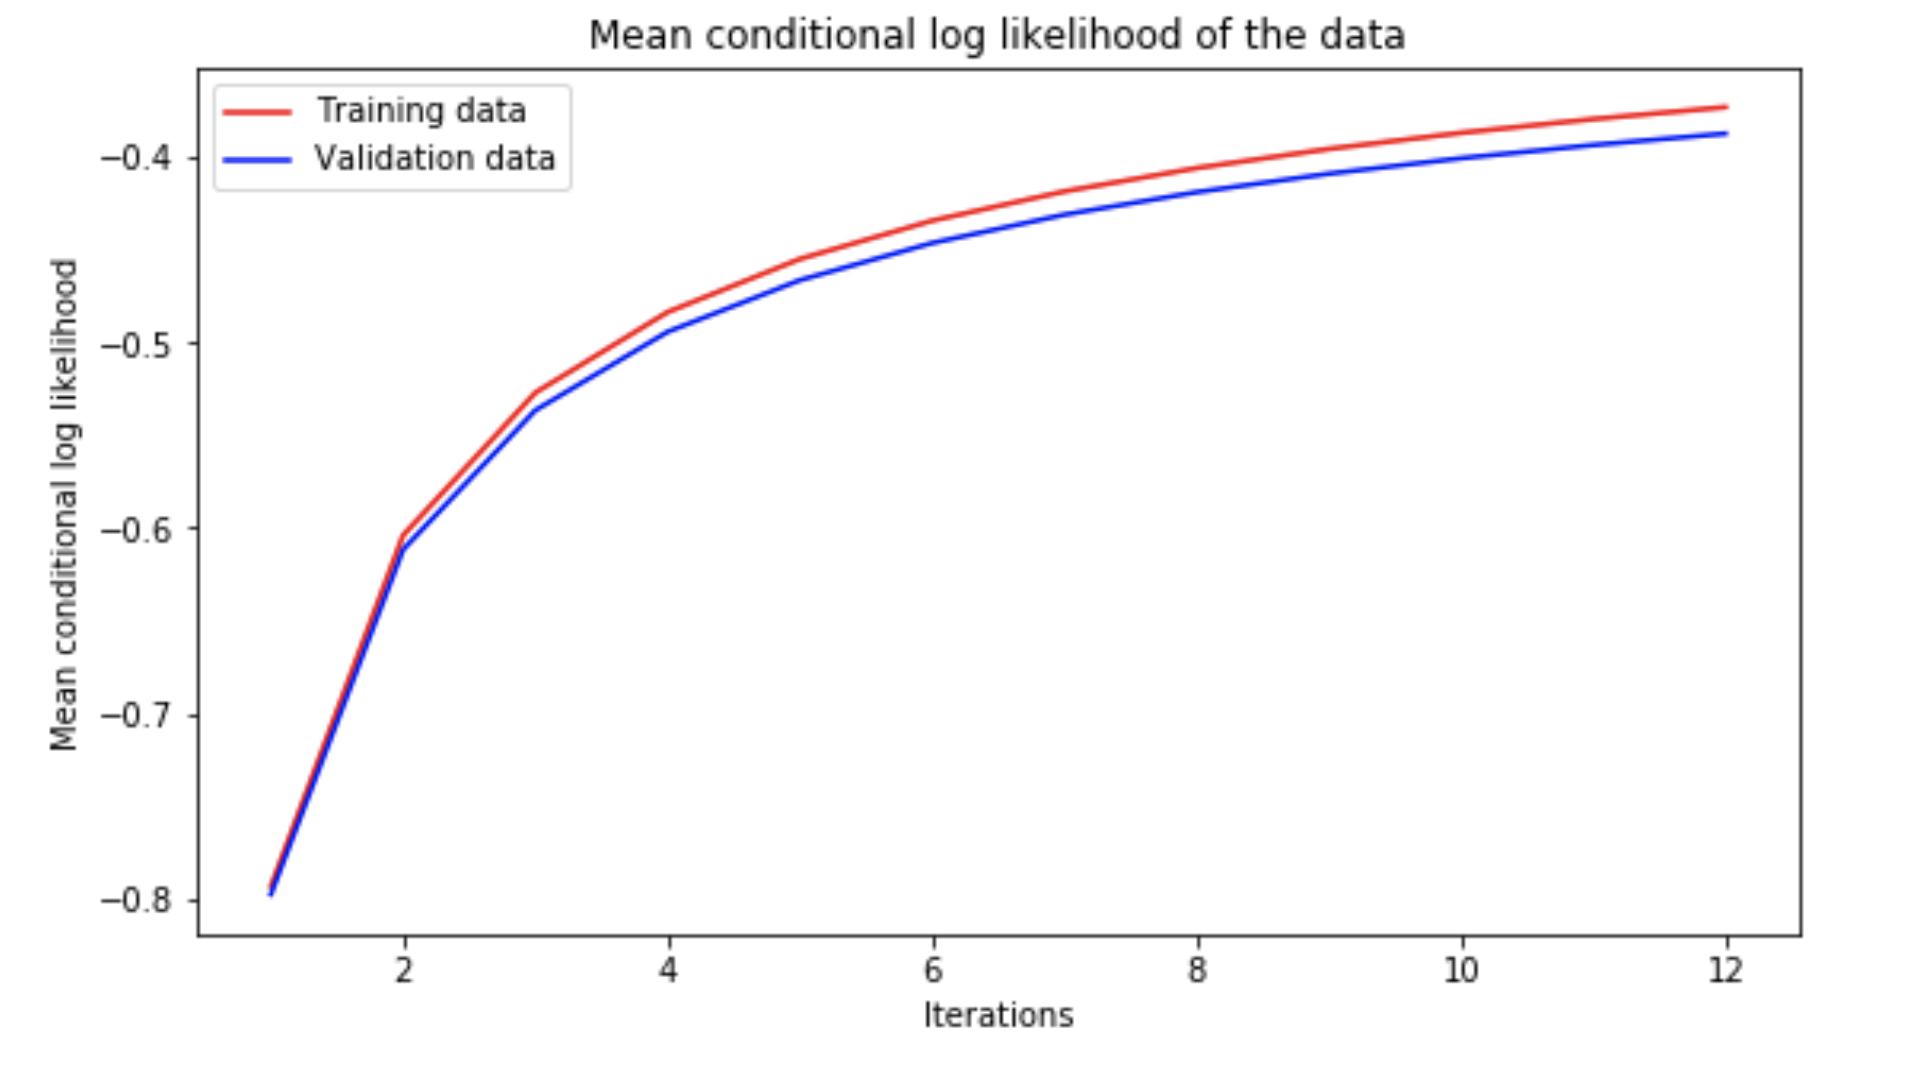 Mean conditional log likelihood of the data
Training data
Validation data
Mean conditional log likelihood
−0.4
−0.5
−0.6
−0.7
−0.8
2 4 6 8 10 12
Iterations